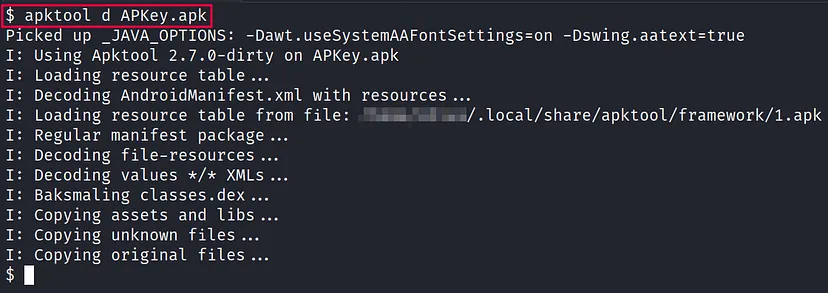 $ apktool d APKey.apk
Picked up _JAVA_OPTIONS: -Dawt.useSystemAAFontSettings=on -Dswing.aatext=true
I: Using Apktool 2.7.0-dirty on APKey.apk
I: Loading resource table...
I: Decoding AndroidManifest.xml with resources...
I: Loading resource table from file: /.local/share/apktool/framework/1.apk
I: Regular manifest package...
I: Decoding file-resources...
I: Decoding values */* XMLs...
I: Baksmaling classes.dex...
I: Copying assets and libs...
I: Copying unknown files...
I: Copying original files...
$